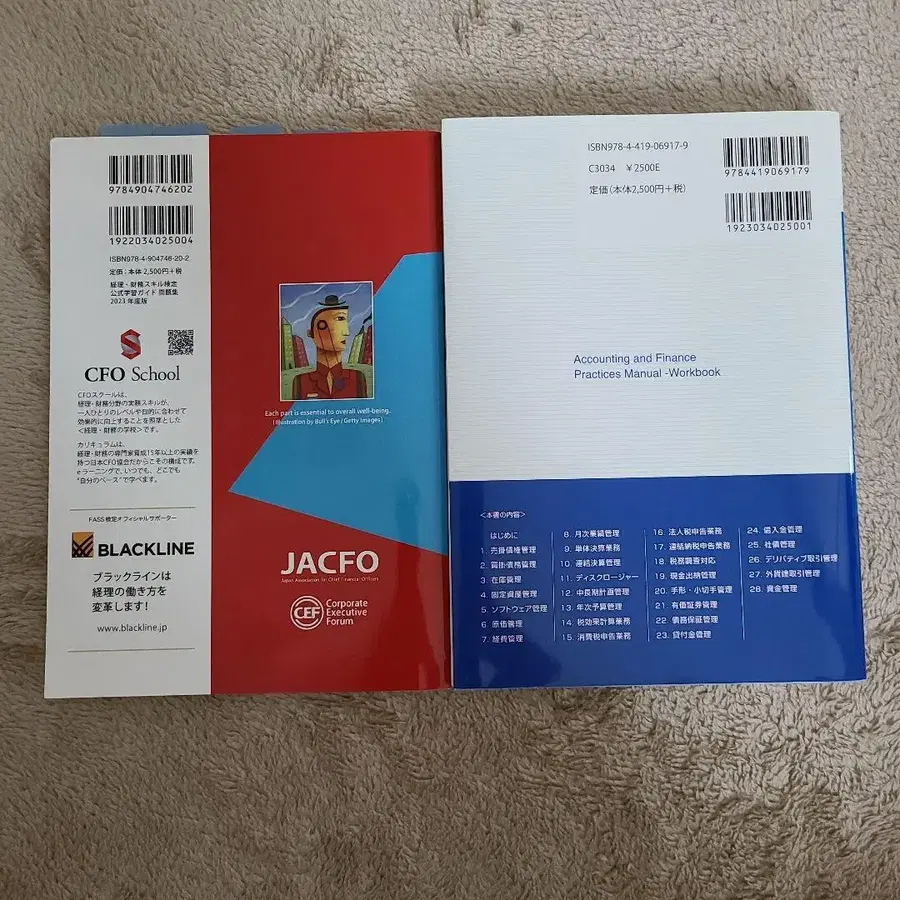 9784904746202
1922034025004
ISBN978-4-904746-20-2
定価：本体 2,500円＋税
経理・財務スキル検定
公式学習ガイド 問題集
2023 年度版
CFO School
CFOスクールは、
経理・財務分野の実務スキルが、
一人ひとりのレベルや目的に合わせて
効率的に向上することを照準とした
＜経理・財務の学校＞です。
カリキュラムは、
経理・財務の専門家育成15年以上の実績を
持つ日本CFO協会だからこその構成です。
eラーニングで、いつでも、どこでも
“自分のペース”で学べます。
FASS検定オフィシャルサポーター
BLACKLINE
ブラックラインは
経理の働き方を
変革します！
www.blackline.jp
Each part is essential to overall well-being.
[Illustration by Bull's Eye / Getty Images]
JACFO
Japan Association for Chief Financial Officers
CEF Corporate
Executive
Forum
ISBN978-4-419-06917-9
C3034 ￥2500E
定価（本体2,500円＋税）
9784419069179
1923034025001
Accounting and Finance
Practices Manual -Workbook
＜本書の内容＞
はじめに
1. 売掛債権管理
2. 買掛債務管理
3. 在庫管理
4. 固定資産管理
5. ソフトウェア管理
6. 原価管理
7. 経費管理
8. 月次業績管理
9. 単体決算業務
10. 連結決算管理
11. ディスクロージャー
12. 中長期計画管理
13. 年次予算管理
14. 税効果計算業務
15. 消費税申告業務
16. 法人税申告業務
17. 連結納税申告業務
18. 税務調査対応
19. 現金出納管理
20. 手形・小切手管理
21. 有価証券管理
22. 債務保証管理
23. 貸付金管理
24. 借入金管理
25. 社債管理
26. デリバティブ取引管理
27. 外貨建取引管理
28. 資金管理